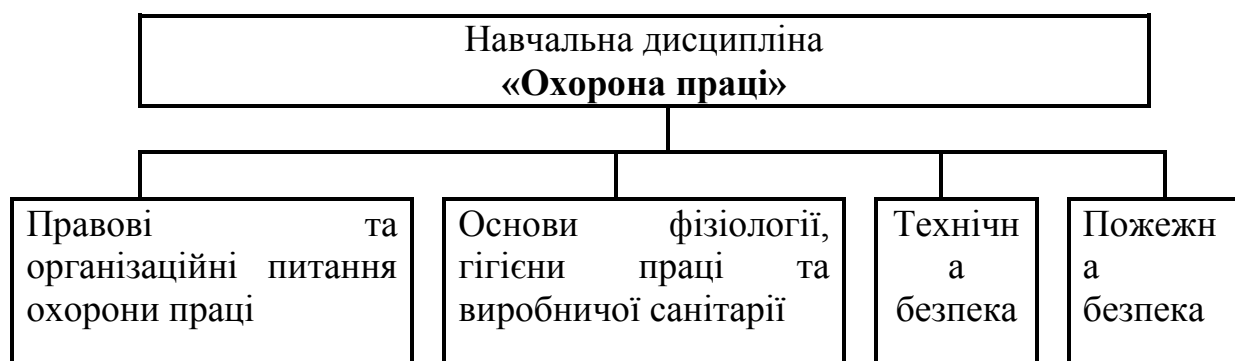 Навчальна дисципліна
«Охорона праці»
Правові та
організаційні питання
охорони праці
Основи фізіології,
гігієни праці та
виробничої санітарії
Технічн
а
безпека
Пожежн
а
безпека